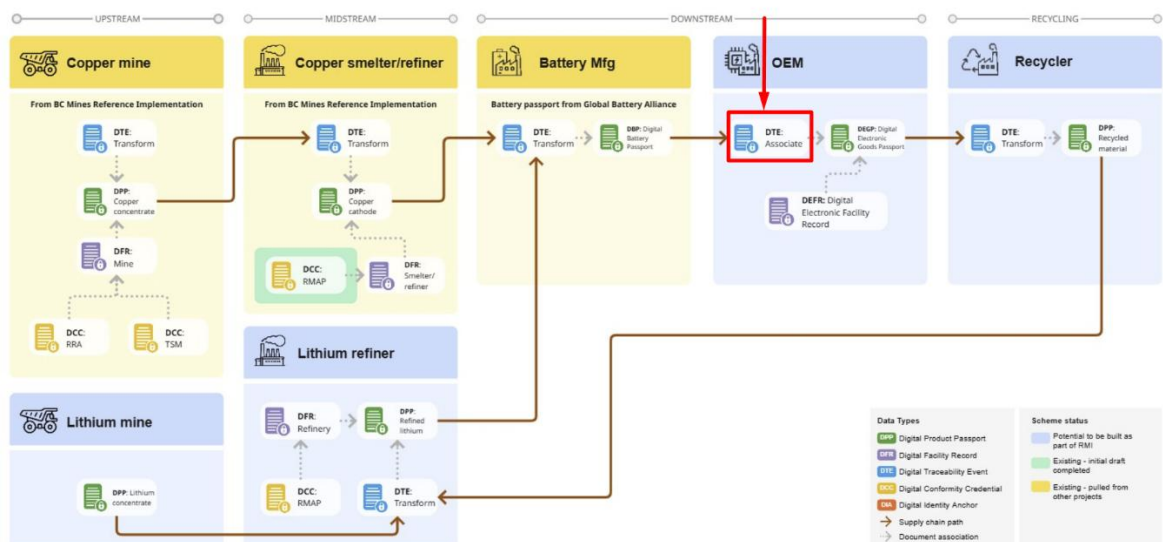 UPSTREAM
MIDSTREAM
DOWNSTREAM
RECYCLING
Copper mine
From BC Mines Reference Implementation
DTE:
Transform
DPP:
Copper
concentrate
DFR:
Mine
DCC:
RRA
DCC:
TSM
Copper smelter/refiner
From BC Mines Reference Implementation
DTE:
Transform
DPP:
Copper
cathode
DCC:
RMAP
DFR:
Smelter/
refiner
Battery Mfg
Battery passport from Global Battery Alliance
DTE:
Transform
DBP: Digital
Battery
Passport
OEM
DTE:
Associate
DEGP: Digital
Electronic
Goods Passport
DEFR: Digital
Electronic Facility
Record
Recycler
DTE:
Transform
DPP:
Recycled
material
Lithium mine
DPP: Lithium
concentrate
Lithium refiner
DFR:
Refinery
DPP:
Refined
lithium
DCC:
RMAP
DTE:
Transform
Data Types
DPP Digital Product Passport
DFR Digital Facility Record
DTE Digital Traceability Event
DCC Digital Conformity Credential
DIA Digital Identity Anchor
Supply chain path
Document association
Scheme status
Potential to be built as
part of RMI
Existing - initial draft
completed
Existing - pulled from
other projects